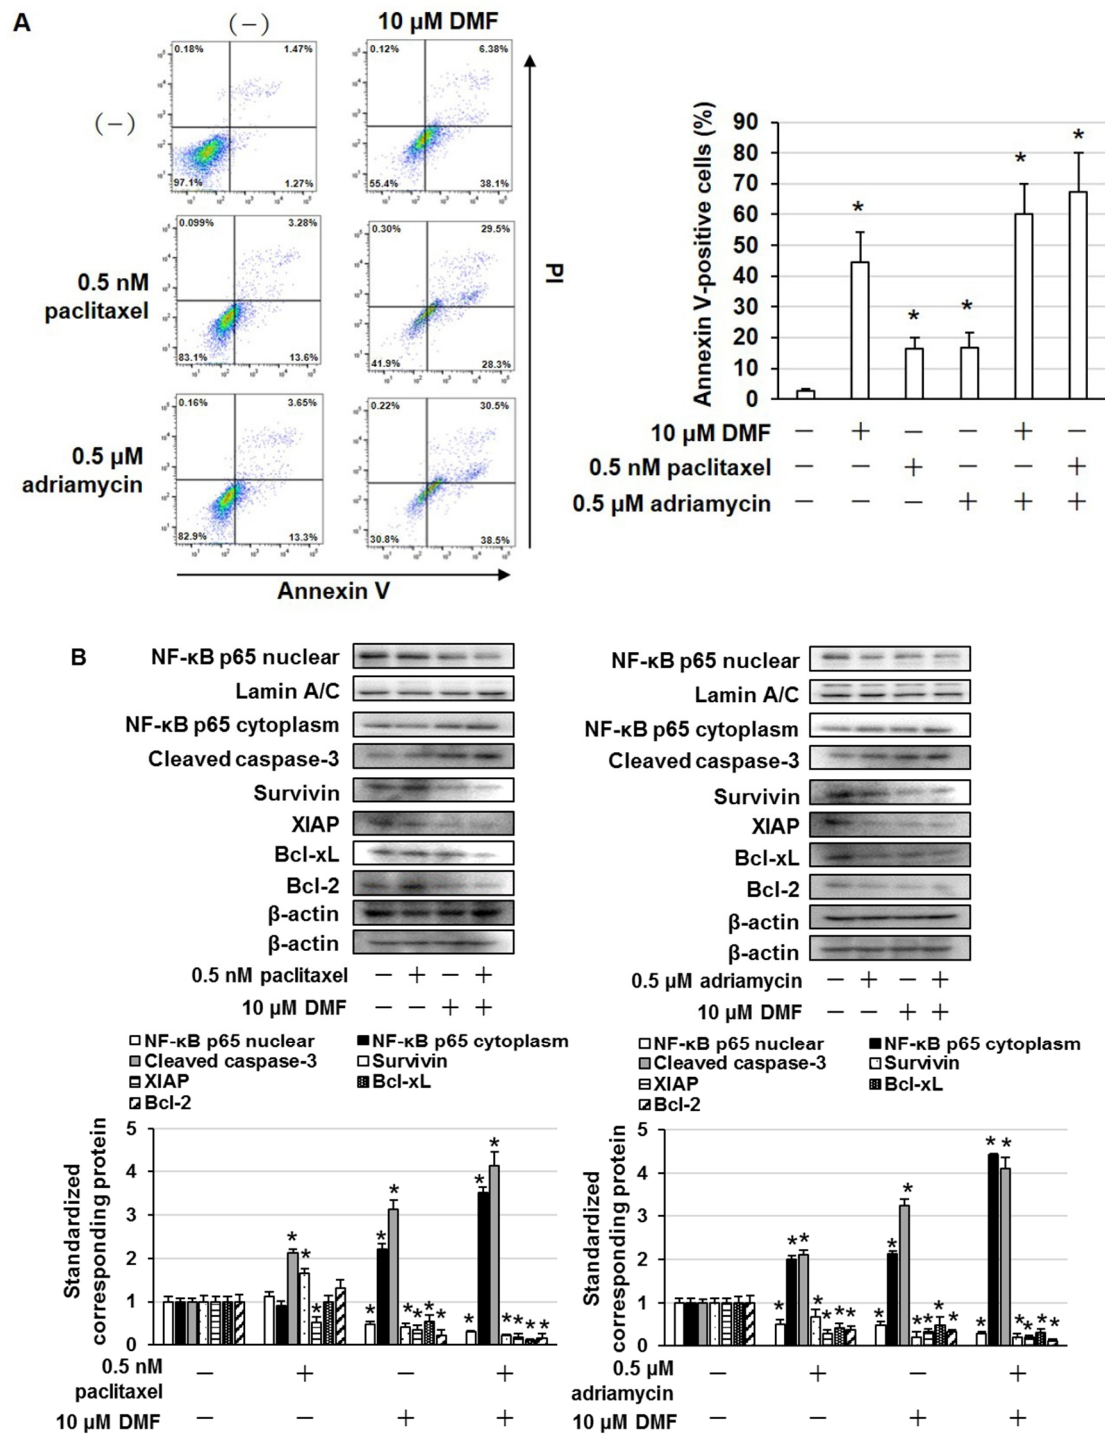 A
(−)
10 µM DMF
(−)
0.18%
1.47%
97.1%
1.27%
0.12%
6.38%
55.4%
38.1%
0.5 nM
paclitaxel
0.099%
3.28%
83.1%
13.6%
0.30%
29.5%
41.9%
28.3%
0.5 µM
adriamycin
0.16%
3.65%
82.9%
13.3%
0.22%
30.5%
30.8%
38.5%
PI
Annexin V
Annexin V-positive cells (%)
90
80
70
60
50
40
30
20
10
0
* * * * *
10 µM DMF − + − − + −
0.5 nM paclitaxel − − + − − +
0.5 µM adriamycin − − − + + +
B
NF-κB p65 nuclear
Lamin A/C
NF-κB p65 cytoplasm
Cleaved caspase-3
Survivin
XIAP
Bcl-xL
Bcl-2
β-actin
β-actin
0.5 nM paclitaxel − + − +
10 µM DMF − − + +
NF-κB p65 nuclear
Lamin A/C
NF-κB p65 cytoplasm
Cleaved caspase-3
Survivin
XIAP
Bcl-xL
Bcl-2
β-actin
β-actin
0.5 µM adriamycin − + − +
10 µM DMF − − + +
NF-κB p65 nuclear NF-κB p65 cytoplasm
Cleaved caspase-3 Survivin
XIAP Bcl-xL
Bcl-2
Standardized
corresponding protein
5
4
3
2
1
0
0.5 nM
paclitaxel − + − +
10 µM DMF − − + +
NF-κB p65 nuclear NF-κB p65 cytoplasm
Cleaved caspase-3 Survivin
XIAP Bcl-xL
Bcl-2
Standardized
corresponding protein
5
4
3
2
1
0
0.5 µM
adriamycin − + − +
10 µM DMF − − + +